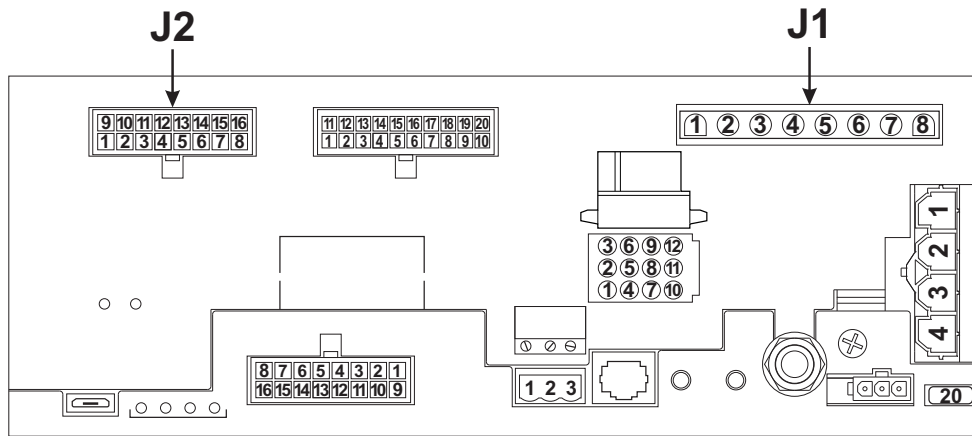 J2
J1
9 10 11 12 13 14 15 16
1 2 3 4 5 6 7 8
11 12 13 14 15 16 17 18 19 20
1 2 3 4 5 6 7 8 9 10
1 2 3 4 5 6 7 8
3 6 9 12
2 5 8 11
1 4 7 10
1
2
3
4
8 7 6 5 4 3 2 1
16 15 14 13 12 11 10 9
1 2 3
20